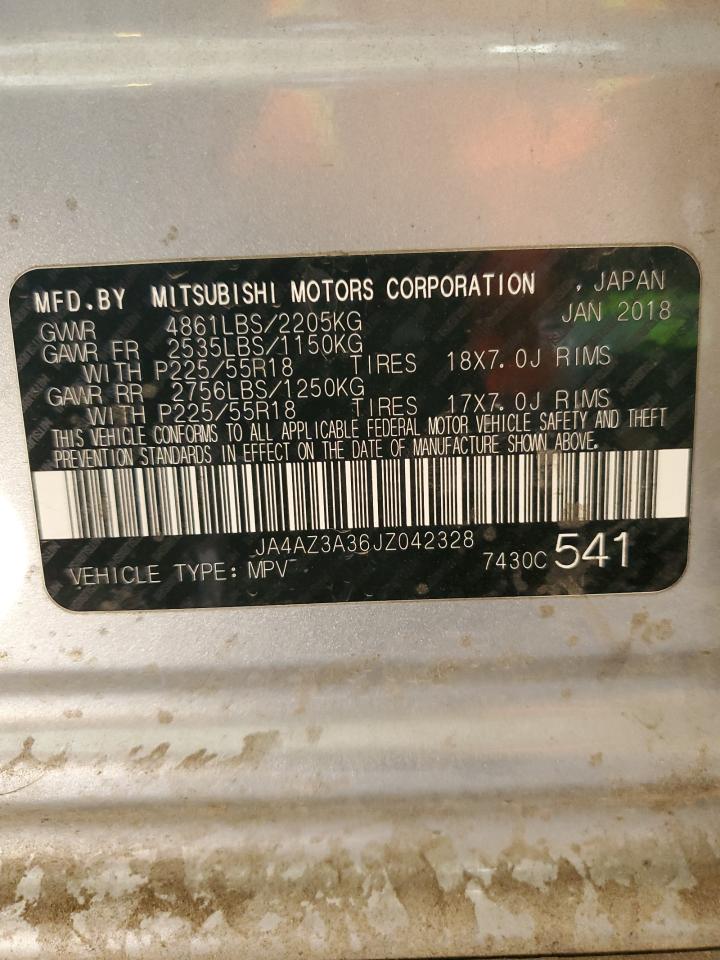 MFD.BY MITSUBISHI MOTORS CORPORATION , JAPAN
JAN 2018
GWWR 4861LBS/2205KG
GAWR FR 2535LBS/1150KG
WITH P225/55R18 TIRES 18X7.0J RIMS
GAWR RR 2756LBS/1250KG
WITH P225/55R18 TIRES 17X7.0J RIMS
THIS VEHICLE CONFORMS TO ALL APPLICABLE FEDERAL MOTOR VEHICLE SAFETY AND THEFT
PREVENTION STANDARDS IN EFFECT ON THE DATE OF MANUFACTURE SHOWN ABOVE.
JA4AZ3A36JZ042328
VEHICLE TYPE: MPV 7430C 541